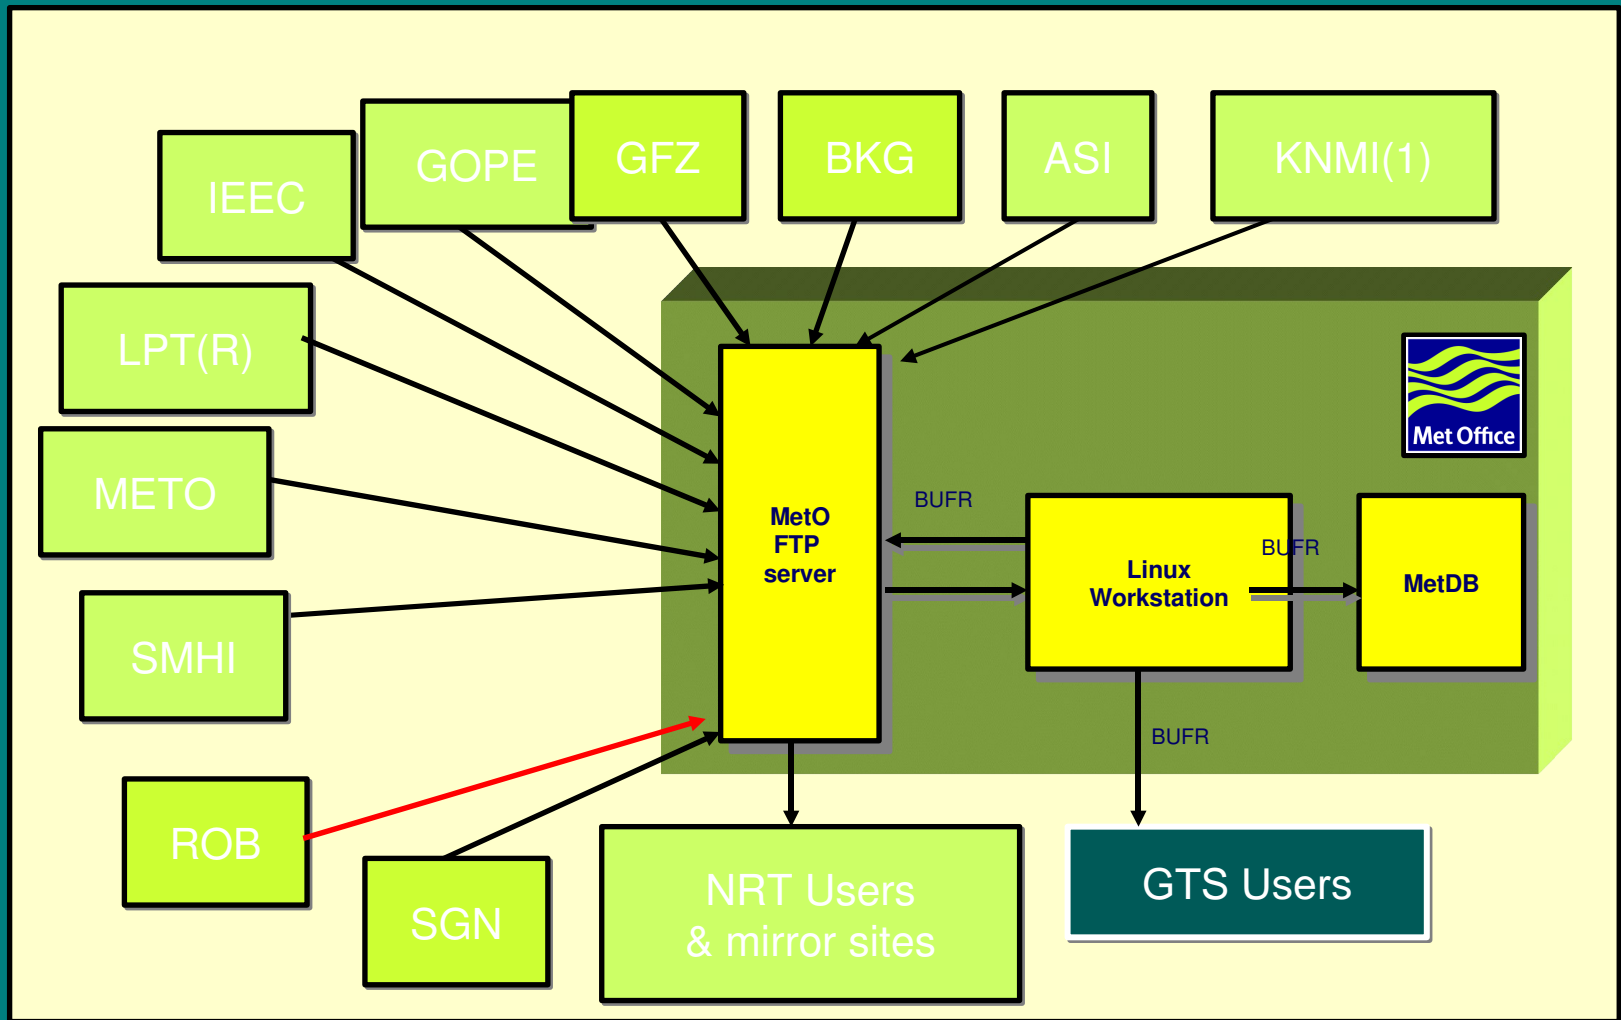 GOPE
GFZ
BKG
ASI
KNMI(1)
IEEC
LPT(R)
METO
SMHI
ROB
SGN
Met Office
MetO
FTP
server
BUFR
Linux
Workstation
BUFR
MetDB
BUFR
NRT Users
& mirror sites
GTS Users